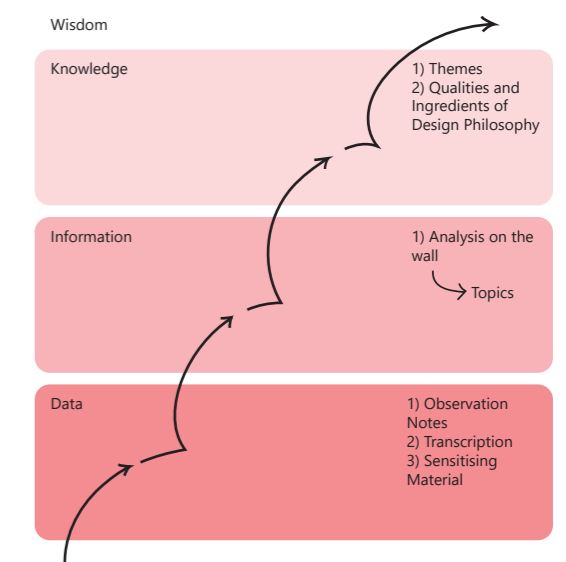 Wisdom
Knowledge
1) Themes
2) Qualities and
Ingredients of
Design Philosophy
Information
1) Analysis on the
wall
Topics
Data
1) Observation
Notes
2) Transcription
3) Sensitising
Material